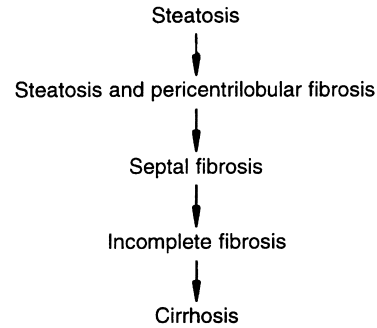 Steatosis
Steatosis and pericentrilobular fibrosis
Septal fibrosis
Incomplete fibrosis
Cirrhosis